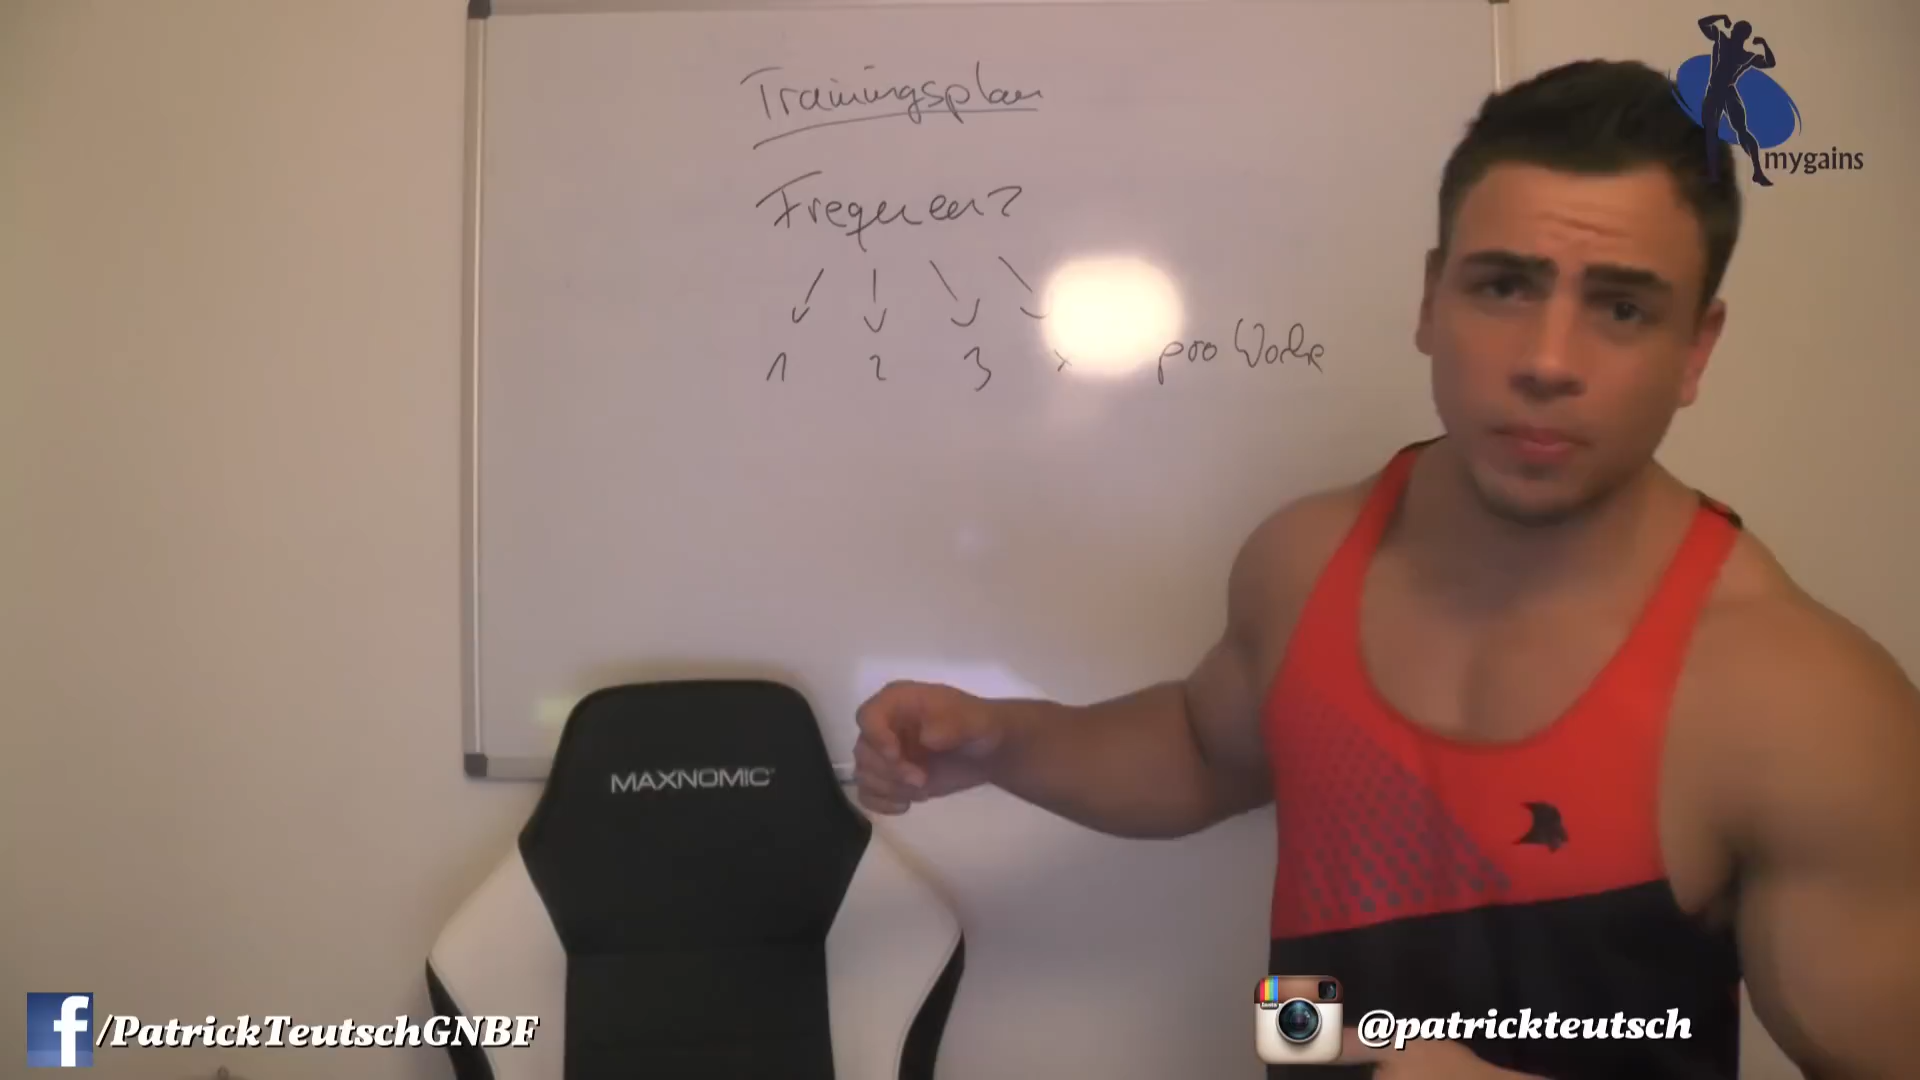 Trainingsplan
Frequenz
1 2 3 x pro Woche
mygains
MAXNOMIC
/PatrickTeutschGNBF
@patrickteutsch